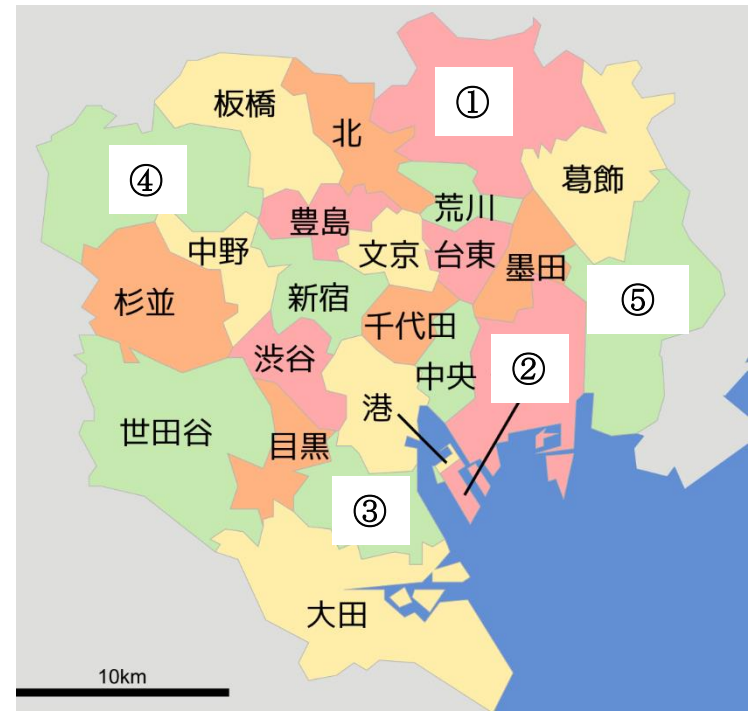 ①
板橋
北
④
葛飾
荒川
豊島
文京
台東
中野
墨田
新宿
⑤
杉並
千代田
渋谷
②
中央
港
世田谷
目黒
③
大田
10km